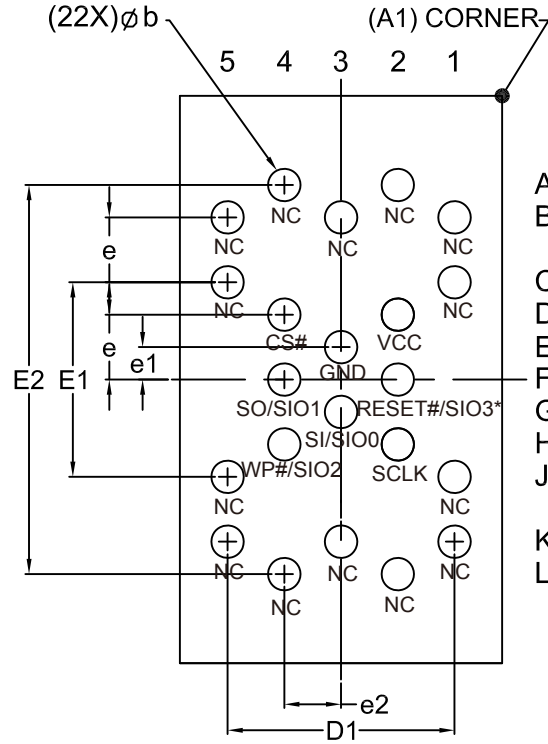 (22X)øb
(A1) CORNER
5 4 3 2 1
A
NC NC
B
NC NC NC
e
C
NC NC
D
CS# VCC
e
e1
E
GND
E2 E1
F
SO/SIO1 RESET#/SIO3*
G
SI/SIO0
H
WP#/SIO2 SCLK
J
NC NC
K
NC NC NC
L
NC NC
e2
D1